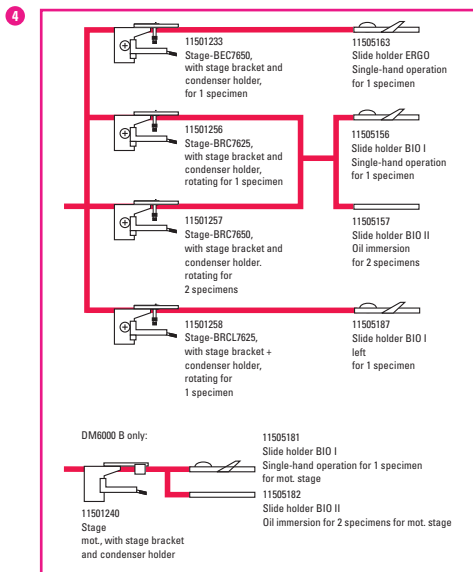 4
11501233
Stage-BEC7650,
with stage bracket and
condenser holder,
for 1 specimen
11505163
Slide holder ERGO
Single-hand operation
for 1 specimen
11501256
Stage-BRC7625,
with stage bracket and
condenser holder,
rotating for 1 specimen
11505156
Slide holder BIO I
Single-hand operation
for 1 specimen
11501257
Stage-BRC7650,
with stage bracket and
condenser holder.
rotating for
2 specimens
11505157
Slide holder BIO II
Oil immersion
for 2 specimens
11501258
Stage-BRCL7625,
with stage bracket +
condenser holder,
rotating for
1 specimen
11505187
Slide holder BIO I
left
for 1 specimen
DM6000 B only:
11505181
Slide holder BIO I
Single-hand operation for 1 specimen
for mot. stage
11505182
Slide holder BIO II
Oil immersion for 2 specimens for mot. stage
11501240
Stage
mot., with stage bracket
and condenser holder